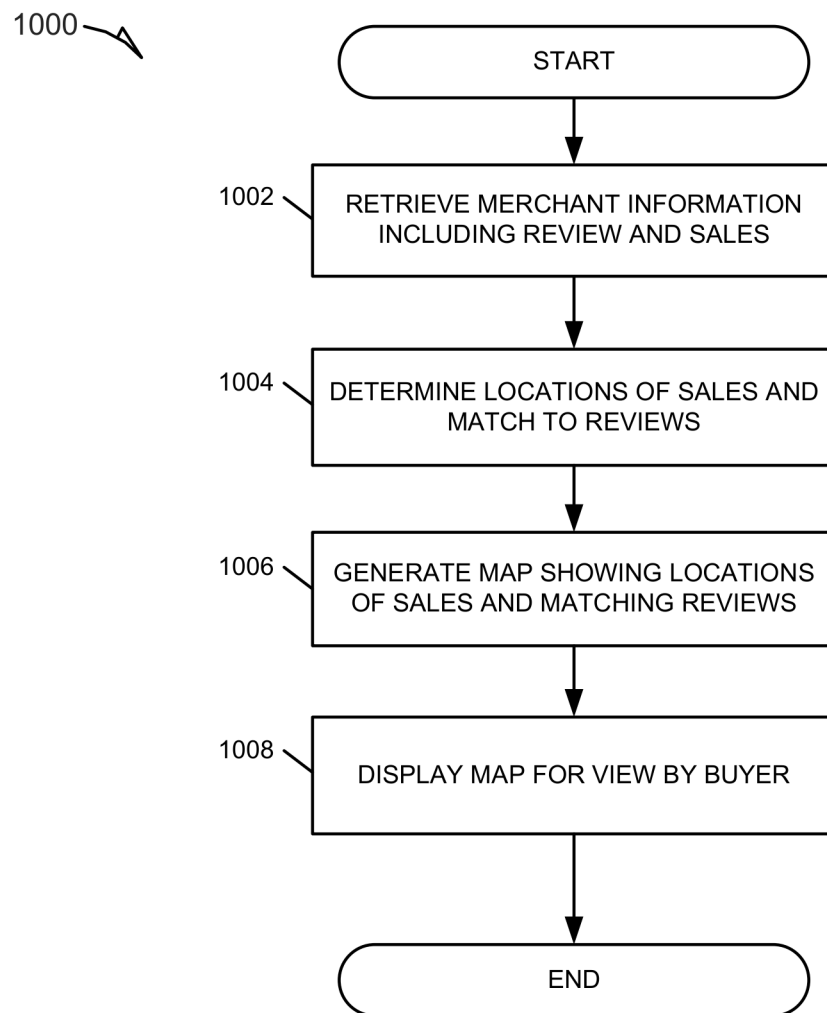 1000
START
1002
RETRIEVE MERCHANT INFORMATION
INCLUDING REVIEW AND SALES
1004
DETERMINE LOCATIONS OF SALES AND
MATCH TO REVIEWS
1006
GENERATE MAP SHOWING LOCATIONS
OF SALES AND MATCHING REVIEWS
1008
DISPLAY MAP FOR VIEW BY BUYER
END